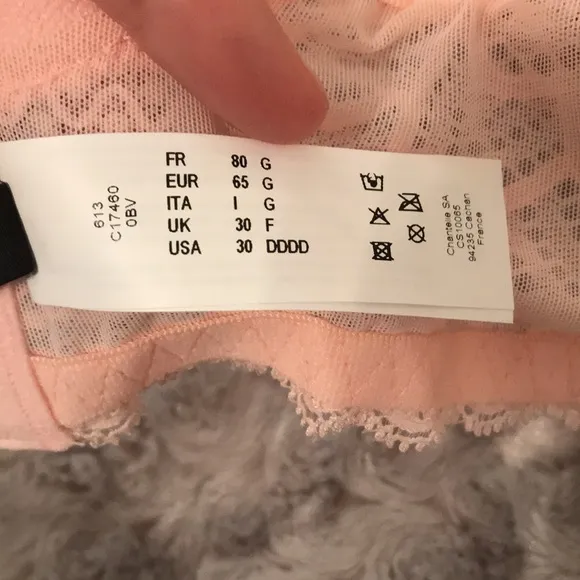 613
C17460
0BV
FR 80 G
EUR 65 G
ITA I G
UK 30 F
USA 30 DDDD
Chantelle SA
CS10065
94235 Cachan
France